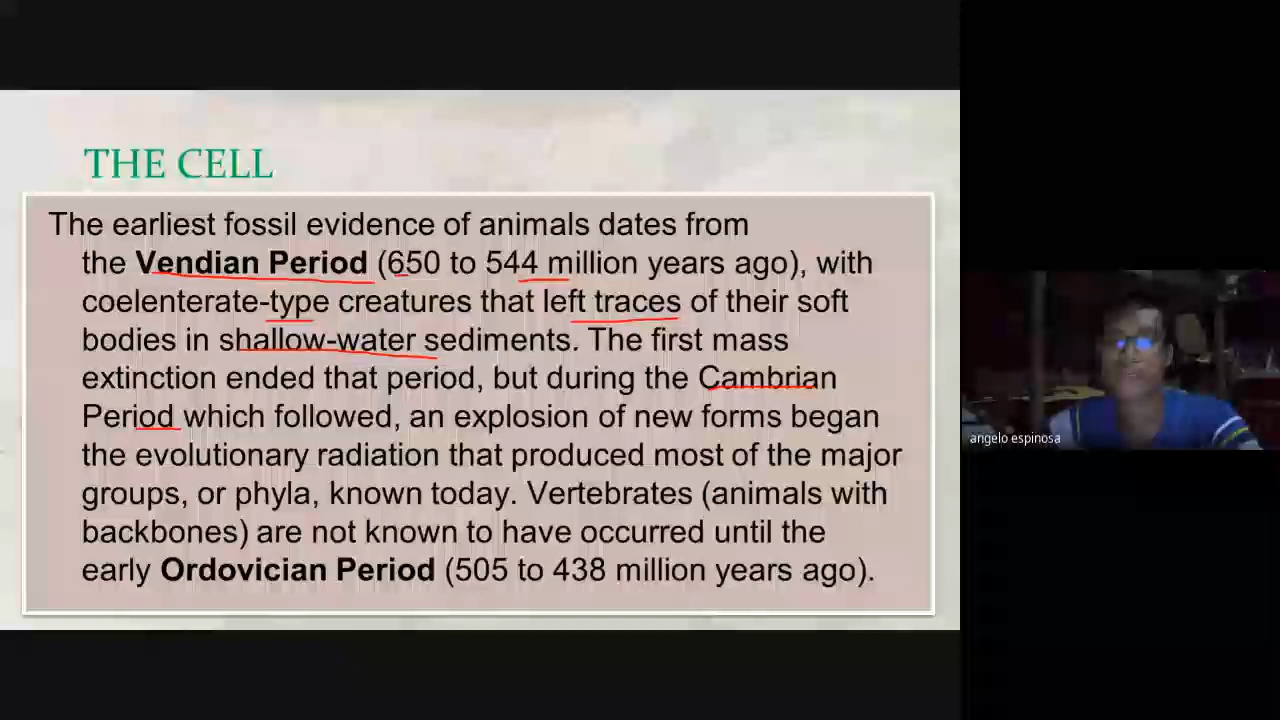 THE CELL
The earliest fossil evidence of animals dates from
the Vendian Period (650 to 544 million years ago), with
coelenterate-type creatures that left traces of their soft
bodies in shallow-water sediments. The first mass
extinction ended that period, but during the Cambrian
Period which followed, an explosion of new forms began
the evolutionary radiation that produced most of the major
groups, or phyla, known today. Vertebrates (animals with
backbones) are not known to have occurred until the
early Ordovician Period (505 to 438 million years ago).
angelo espinosa